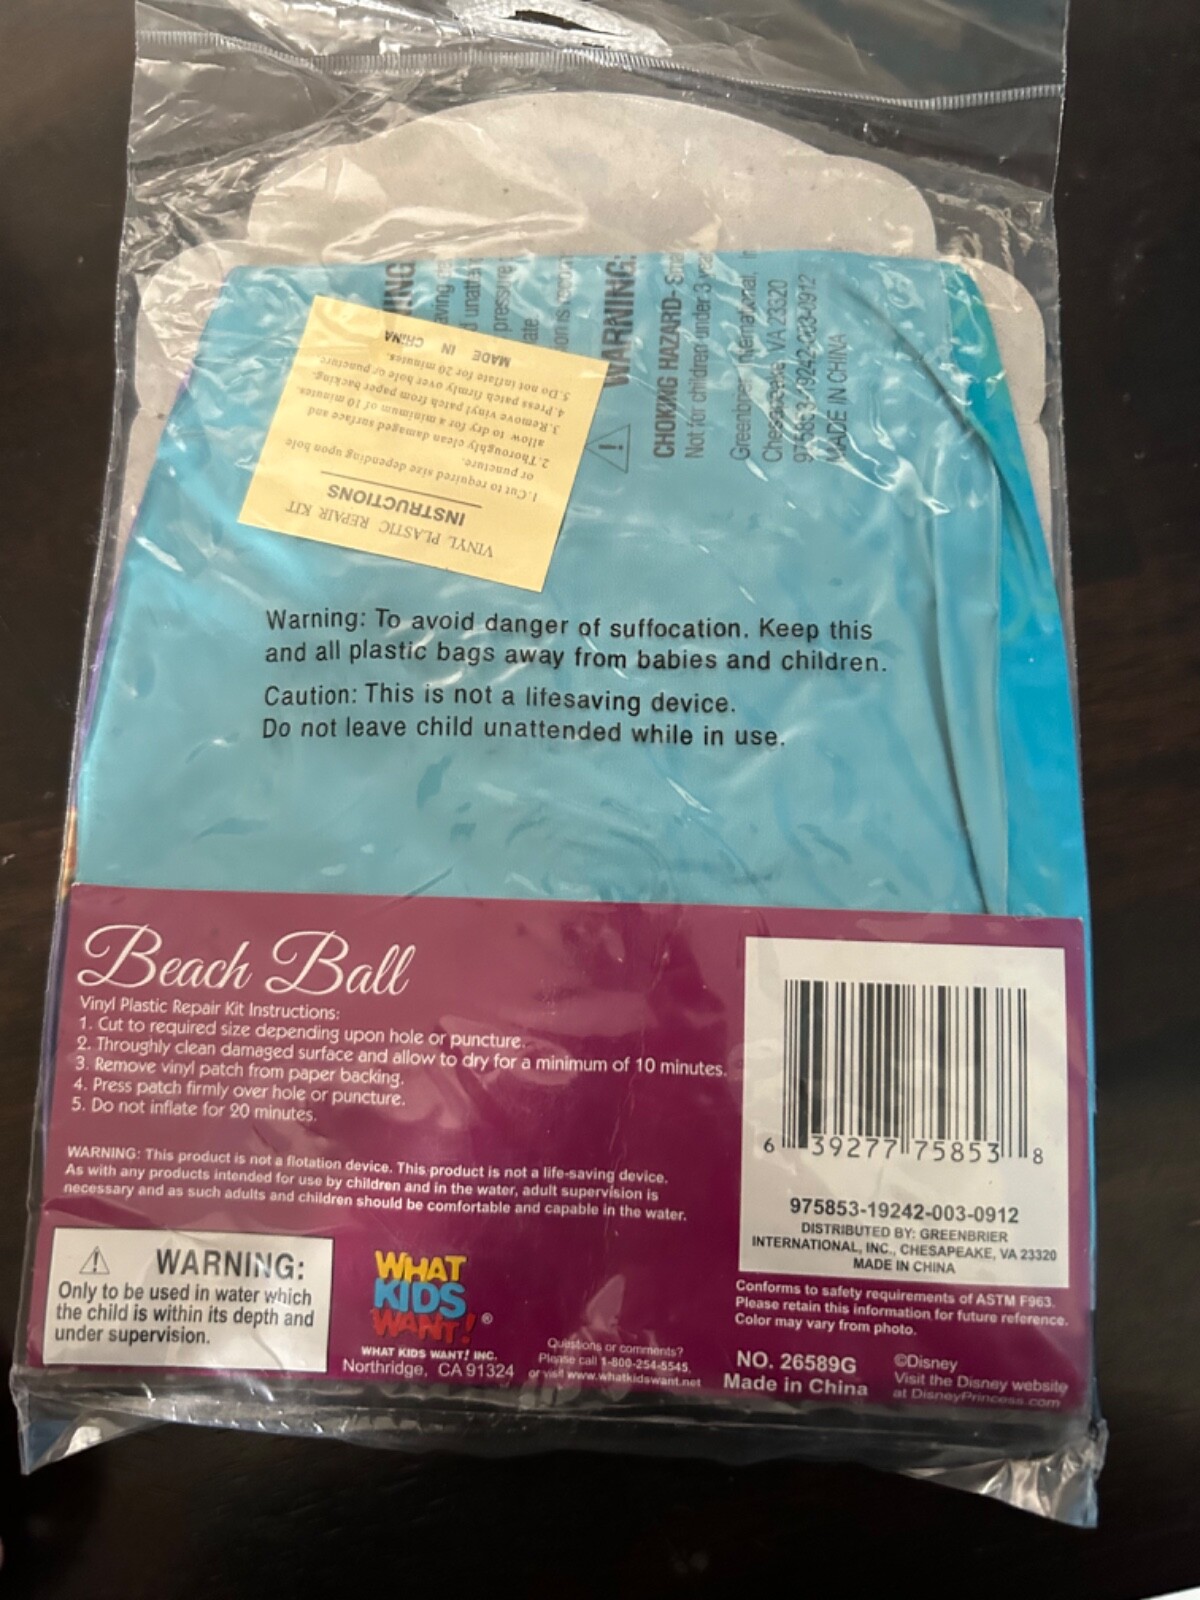 WARNING:
CHOKING HAZARD-
Not for children under 3
Greenbrier International,
Chesapeake, VA 23320
975853-19242-003-0912
MADE IN CHINA
VINYL PLASTIC REPAIR KIT
INSTRUCTIONS
1. Cut to required size depending upon hole
or puncture.
2. Thoroughly clean damaged surface and
allow to dry for a minimum of 10 minutes
3. Remove vinyl patch from paper backing.
4. Press patch firmly over hole or puncture
5. Do not inflate for 20 minutes.
MADE IN CHINA
Warning: To avoid danger of suffocation. Keep this
and all plastic bags away from babies and children.
Caution: This is not a lifesaving device.
Do not leave child unattended while in use.
Beach Ball
Vinyl Plastic Repair Kit Instructions:
1. Cut to required size depending upon hole or puncture.
2. Throughly clean damaged surface and allow to dry for a minimum of 10 minutes.
3. Remove vinyl patch from paper backing.
4. Press patch firmly over hole or puncture.
5. Do not inflate for 20 minutes.
WARNING: This product is not a flotation device. This product is not a life-saving device.
As with any products intended for use by children and in the water, adult supervision is
necessary and as such adults and children should be comfortable and capable in the water.
WARNING:
Only to be used in water which
the child is within its depth and
under supervision.
WHAT
KIDS
WANT!®
WHAT KIDS WANT! INC.
Northridge, CA 91324
Questions or comments?
Please call 1-800-254-5545,
or visit www.whatkidswant.net
6 39277 75853 8
975853-19242-003-0912
DISTRIBUTED BY: GREENBRIER
INTERNATIONAL, INC., CHESAPEAKE, VA 23320
MADE IN CHINA
Conforms to safety requirements of ASTM F963.
Please retain this information for future reference.
Color may vary from photo.
NO. 26589G
Made in China
©Disney
Visit the Disney website
at DisneyPrincess.com